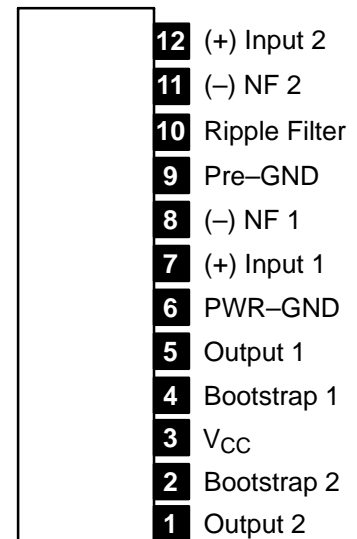 12 (+) Input 2
11 (–) NF 2
10 Ripple Filter
9 Pre–GND
8 (–) NF 1
7 (+) Input 1
6 PWR–GND
5 Output 1
4 Bootstrap 1
3 VCC
2 Bootstrap 2
1 Output 2